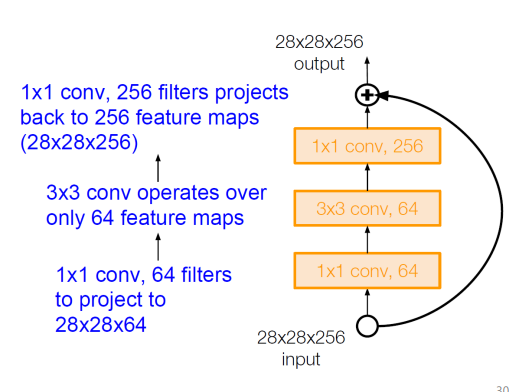 28x28x256
output
1x1 conv, 256 filters projects
back to 256 feature maps
(28x28x256)
3x3 conv operates over
only 64 feature maps
1x1 conv, 64 filters
to project to
28x28x64
1x1 conv, 256
3x3 conv, 64
1x1 conv, 64
28x28x256
input
30